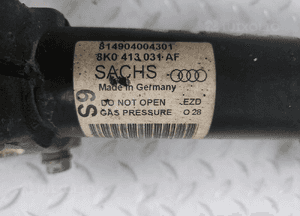 814904004301
8K0 413 031 AF
SACHS
Made in Germany
S9
DO NOT OPEN EZD
GAS PRESSURE O 28